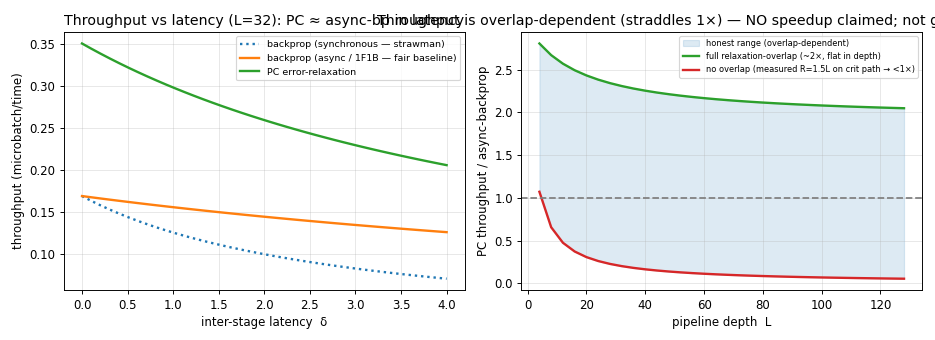 Throughput vs latency (L=32): PC ≈ async-bp in latency
Throughput is overlap-dependent (straddles 1×) — NO speedup claimed; not g
backprop (synchronous — strawman)
backprop (async / 1F1B — fair baseline)
PC error-relaxation
throughput (microbatch/time)
0.35
0.30
0.25
0.20
0.15
0.10
0.0 0.5 1.0 1.5 2.0 2.5 3.0 3.5 4.0
inter-stage latency δ
honest range (overlap-dependent)
full relaxation-overlap (~2×, flat in depth)
no overlap (measured R=1.5L on crit path → <1×)
PC throughput / async-backprop
2.5
2.0
1.5
1.0
0.5
0.0
0 20 40 60 80 100 120
pipeline depth L